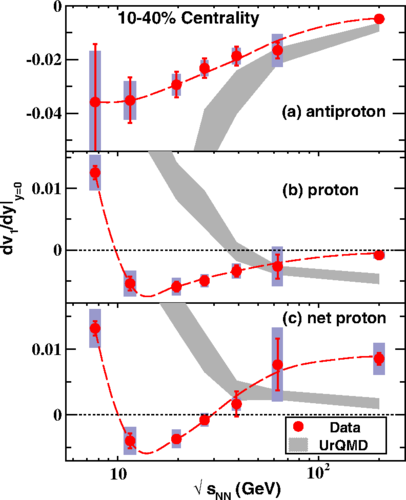 10-40% Centrality
0
-0.02
-0.04
(a) antiproton
0.01
0
(b) proton
dv1/dy|y=0
0.01
0
(c) net proton
Data
UrQMD
10
10²
√sNN (GeV)